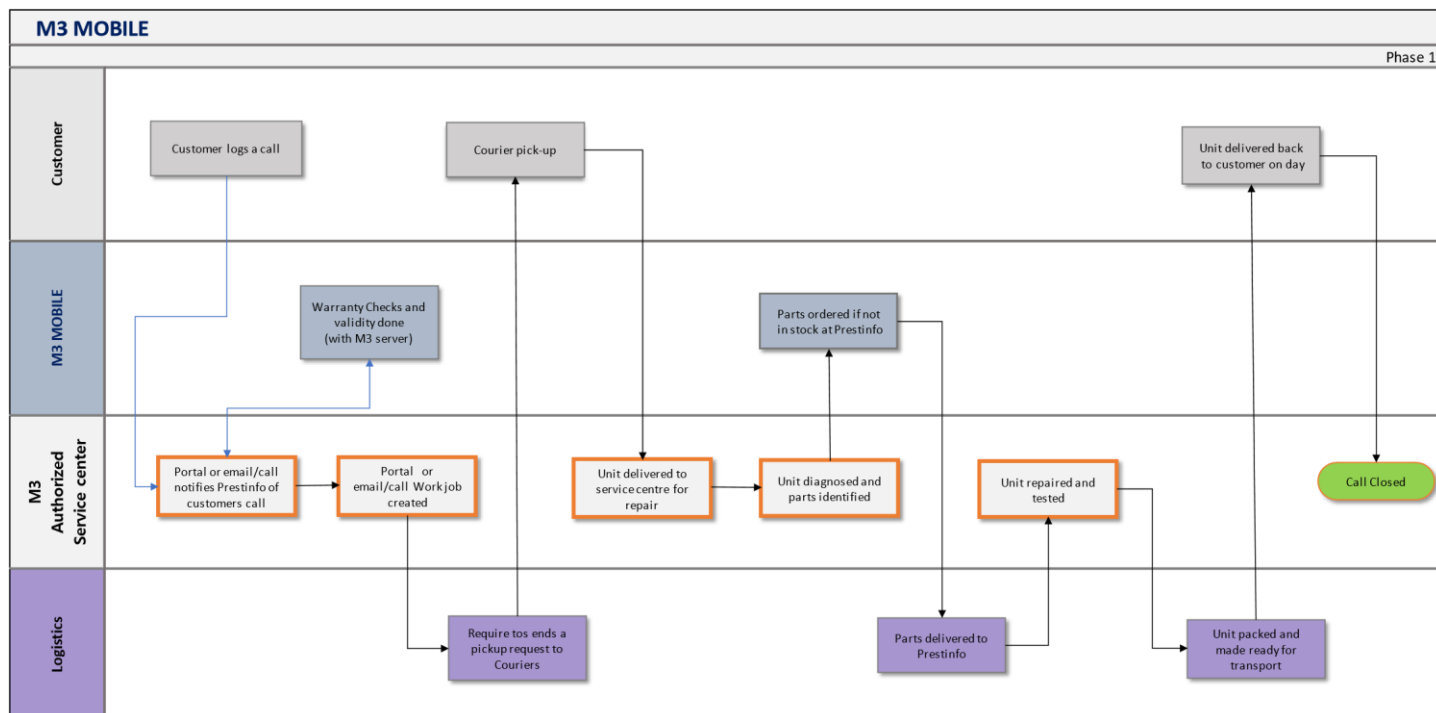 M3 MOBILE
Phase 1
Customer
Customer logs a call
Courier pick-up
Unit delivered back
to customer on day
M3 MOBILE
Warranty Checks and
validity done
(with M3 server)
Parts ordered if not
in stock at Prestinfo
M3
Authorized
Service center
Portal or email/call
notifies Prestinfo of
customers call
Portal or
email/call Work job
created
Unit delivered to
service centre for
repair
Unit diagnosed and
parts identified
Unit repaired and
tested
Call Closed
Logistics
Require tos ends a
pickup request to
Couriers
Parts delivered to
Prestinfo
Unit packed and
made ready for
transport